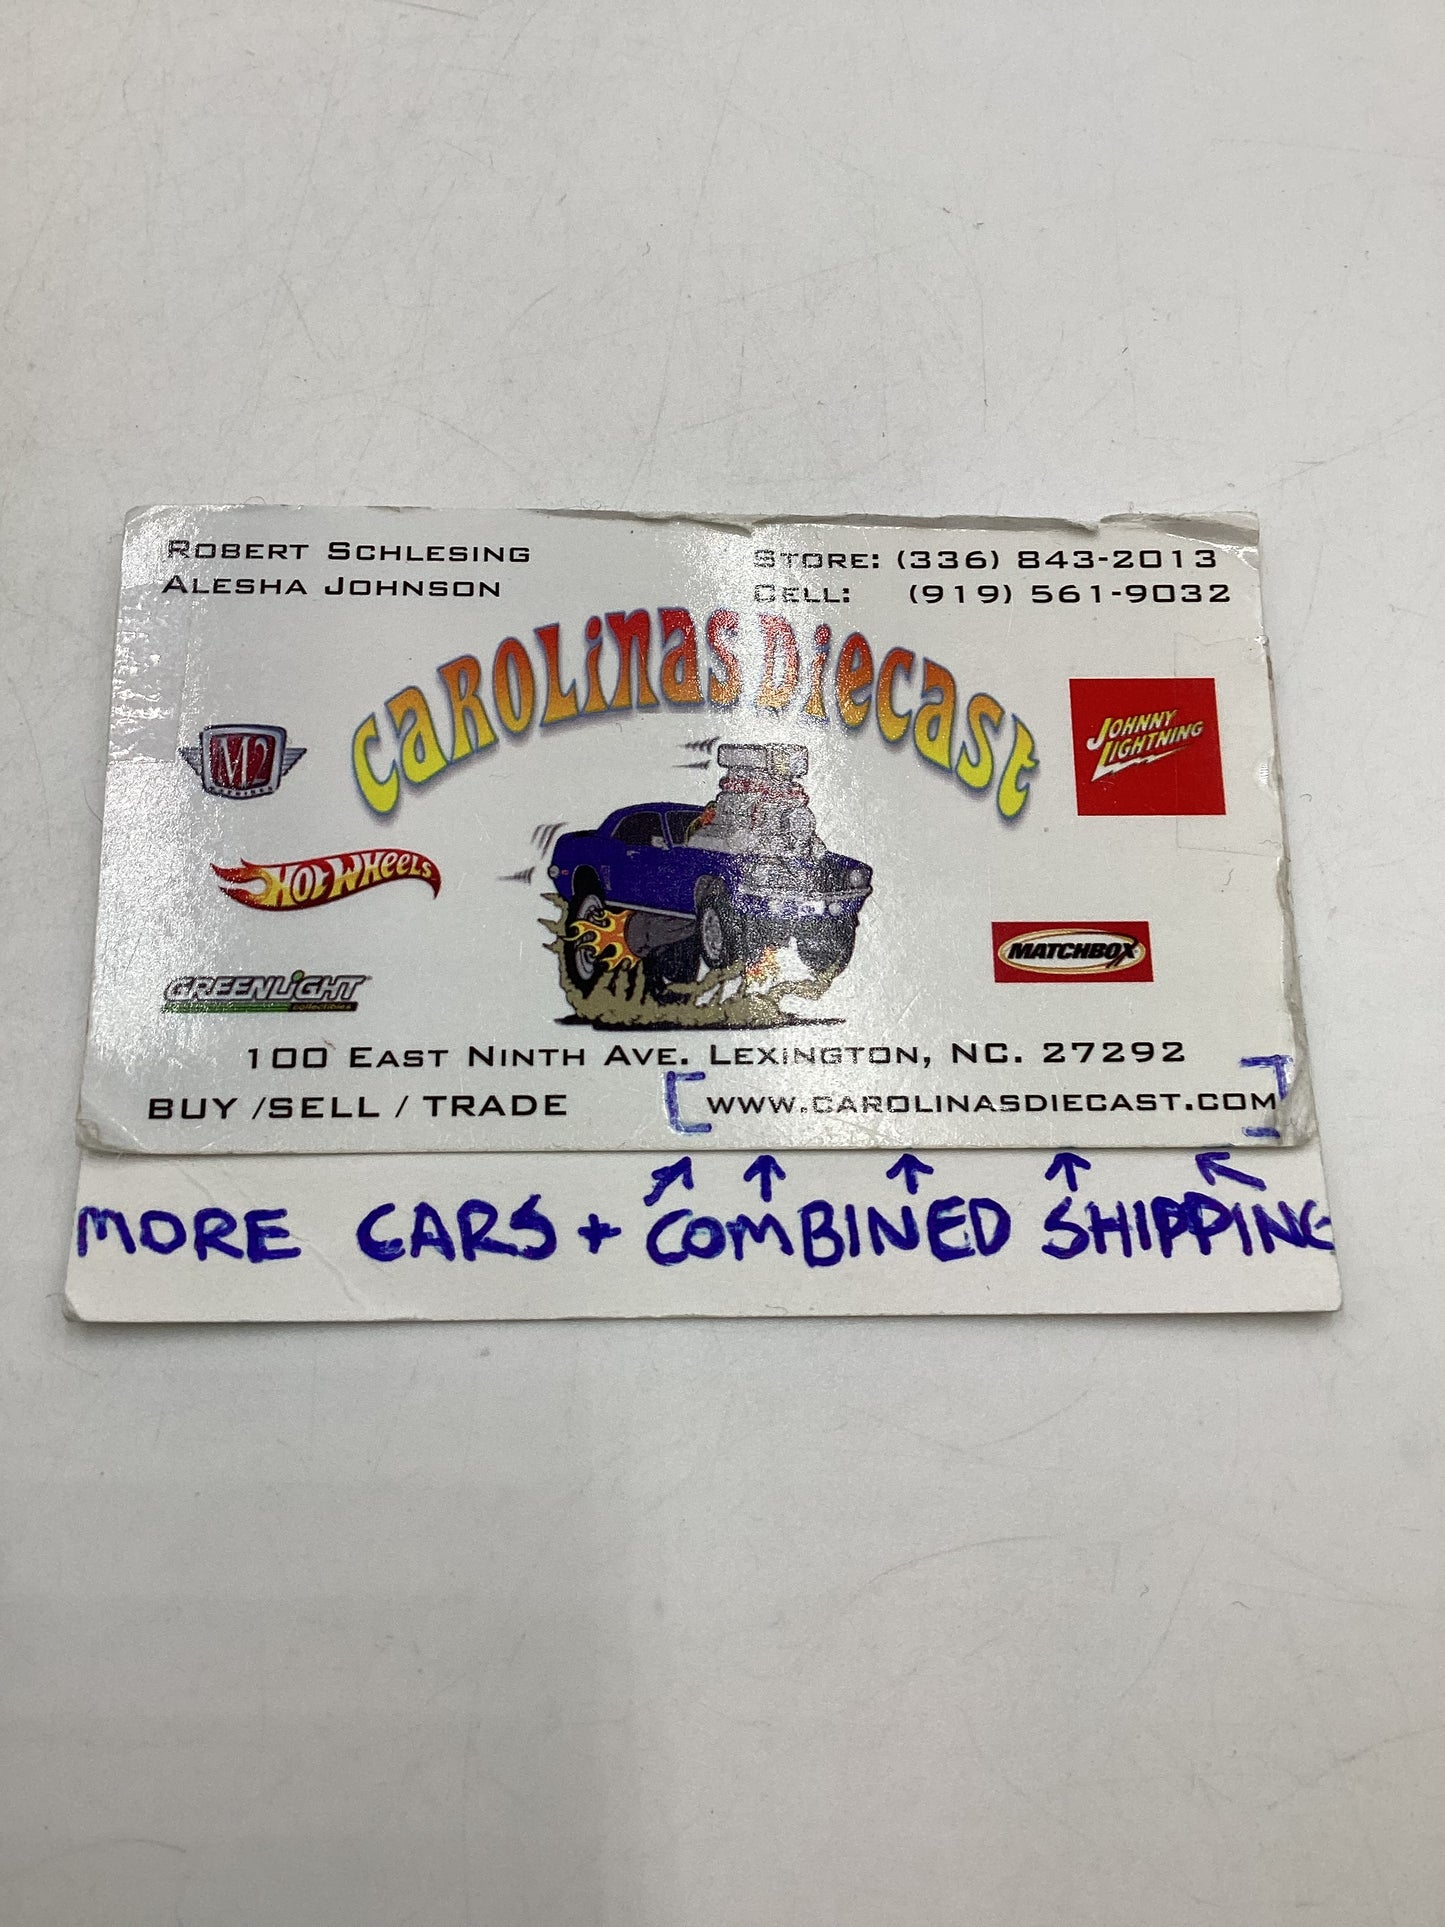 ROBERT SCHLESING
ALESHA JOHNSON
STORE: (336) 843-2013
CELL: (919) 561-9032
CAROLINAS DIECAST
M2
MACHINES
JOHNNY LIGHTNING
HOT WHEELS
MATCHBOX
GREENLIGHT
collectibles
100 EAST NINTH AVE. LEXINGTON, NC. 27292
BUY /SELL / TRADE
[WWW.CAROLINASDIECAST.COM]
↑ ↑ ↑ ↑ ↑
MORE CARS + COMBINED SHIPPING